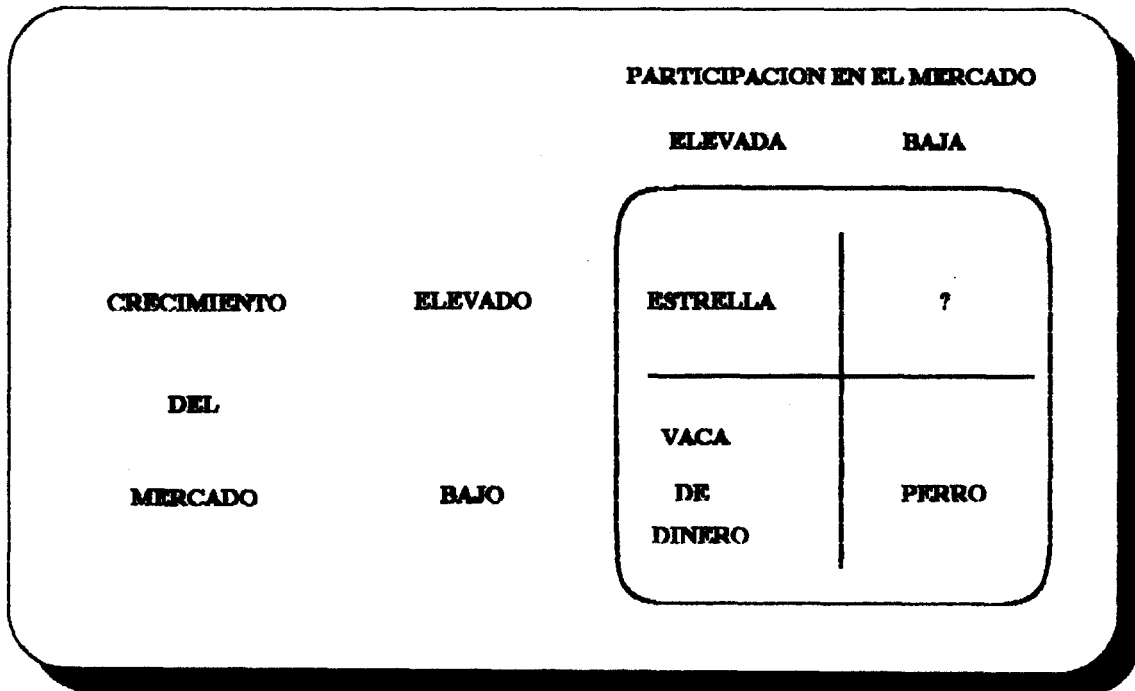 PARTICIPACION EN EL MERCADO
ELEVADA BAJA
CRECIMIENTO ELEVADO ESTRELLA ?
DEL
VACA
MERCADO BAJO DE PERRO
DINERO